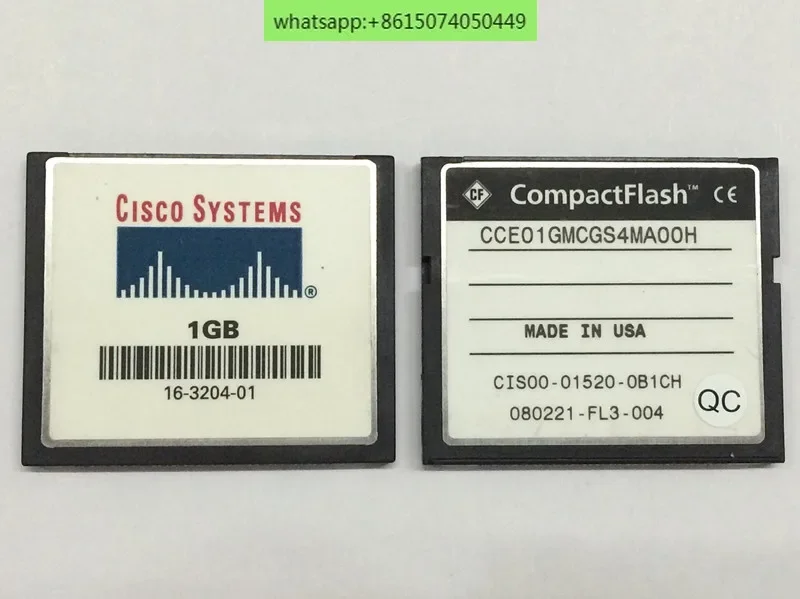 whatsapp:+8615074050449
CISCO SYSTEMS
®
1GB
16-3204-01
CF
CompactFlash™ CE
CCE01GMCGS4MA00H
MADE IN USA
CIS00-01520-0B1CH
080221-FL3-004
QC